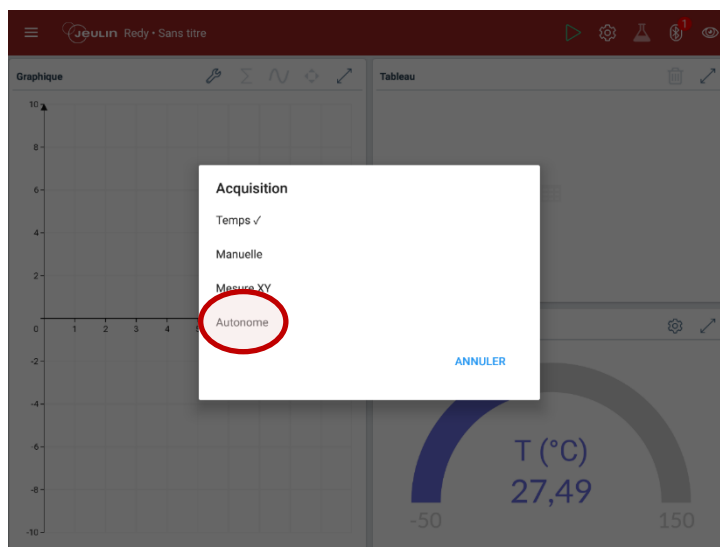 Jeulin Redy • Sans titre
1
Graphique
Tableau
10
8
6
4
2
0 1 2 3 4
-2
-4
-6
-8
-10
Acquisition
Temps ✓
Manuelle
Mesure XY
Autonome
ANNULER
T (°C)
27,49
-50
150